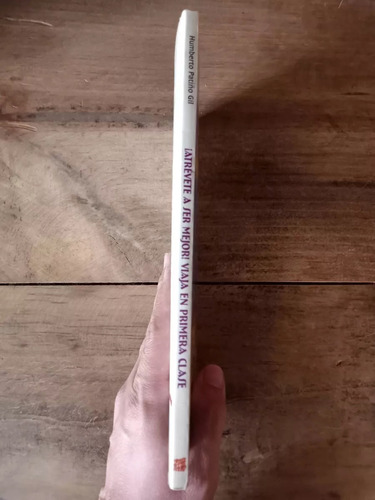 Humberto Patiño Gil
¡ATRÉVETE A SER MEJOR! VIAJA EN PRIMERA CLASE